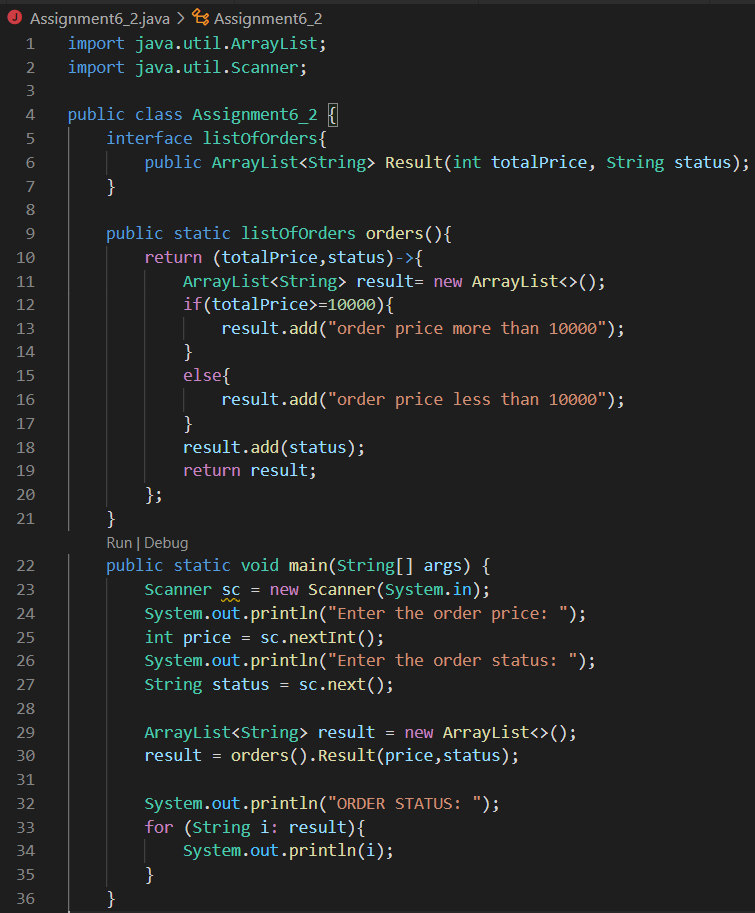 Assignment6_2.java > Assignment6_2
1 import java.util.ArrayList;
2 import java.util.Scanner;
3
4 public class Assignment6_2 {
5     interface listOfOrders{
6         public ArrayList<String> Result(int totalPrice, String status);
7     }
8
9     public static listOfOrders orders(){
10         return (totalPrice,status)->{
11             ArrayList<String> result= new ArrayList<>();
12             if(totalPrice>=10000){
13                 result.add("order price more than 10000");
14             }
15             else{
16                 result.add("order price less than 10000");
17             }
18             result.add(status);
19             return result;
20         };
21     }
Run | Debug
22     public static void main(String[] args) {
23         Scanner sc = new Scanner(System.in);
24         System.out.println("Enter the order price: ");
25         int price = sc.nextInt();
26         System.out.println("Enter the order status: ");
27         String status = sc.next();
28
29         ArrayList<String> result = new ArrayList<>();
30         result = orders().Result(price,status);
31
32         System.out.println("ORDER STATUS: ");
33         for (String i: result){
34             System.out.println(i);
35         }
36     }